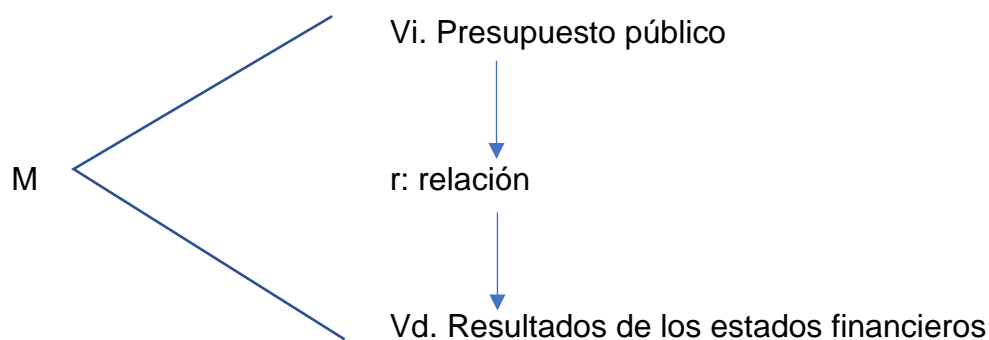 Vi. Presupuesto público
M
r: relación
Vd. Resultados de los estados financieros